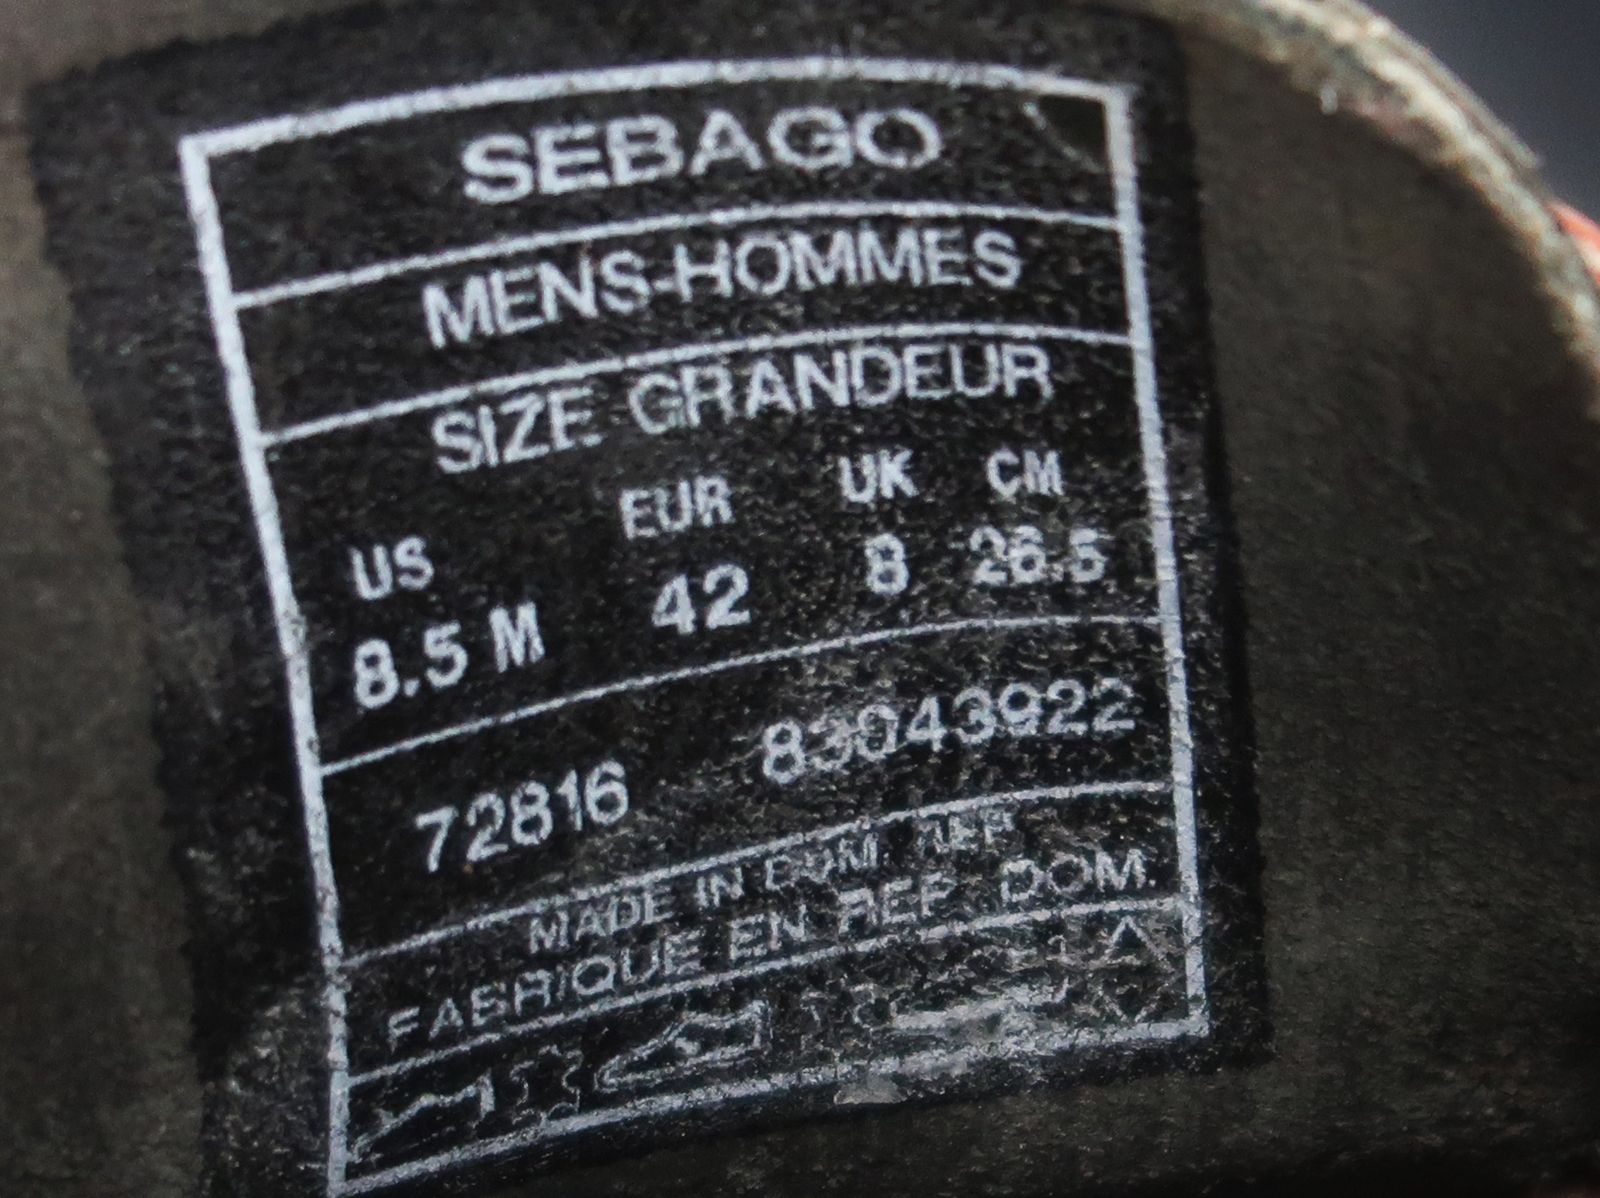 SEBAGO
MENS-HOMMES
SIZE GRANDEUR
US EUR UK CM
8.5 M 42 8 26.5
72816 83043922
MADE IN DOM. REP
FABRIQUE EN REP. DOM.